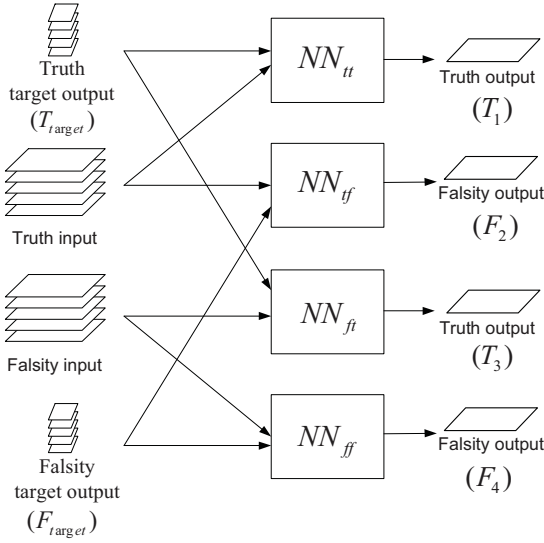 Truth
target output
(T_target)
Truth input
Falsity input
Falsity
target output
(F_target)
NN_tt
NN_tf
NN_ft
NN_ff
Truth output
(T_1)
Falsity output
(F_2)
Truth output
(T_3)
Falsity output
(F_4)